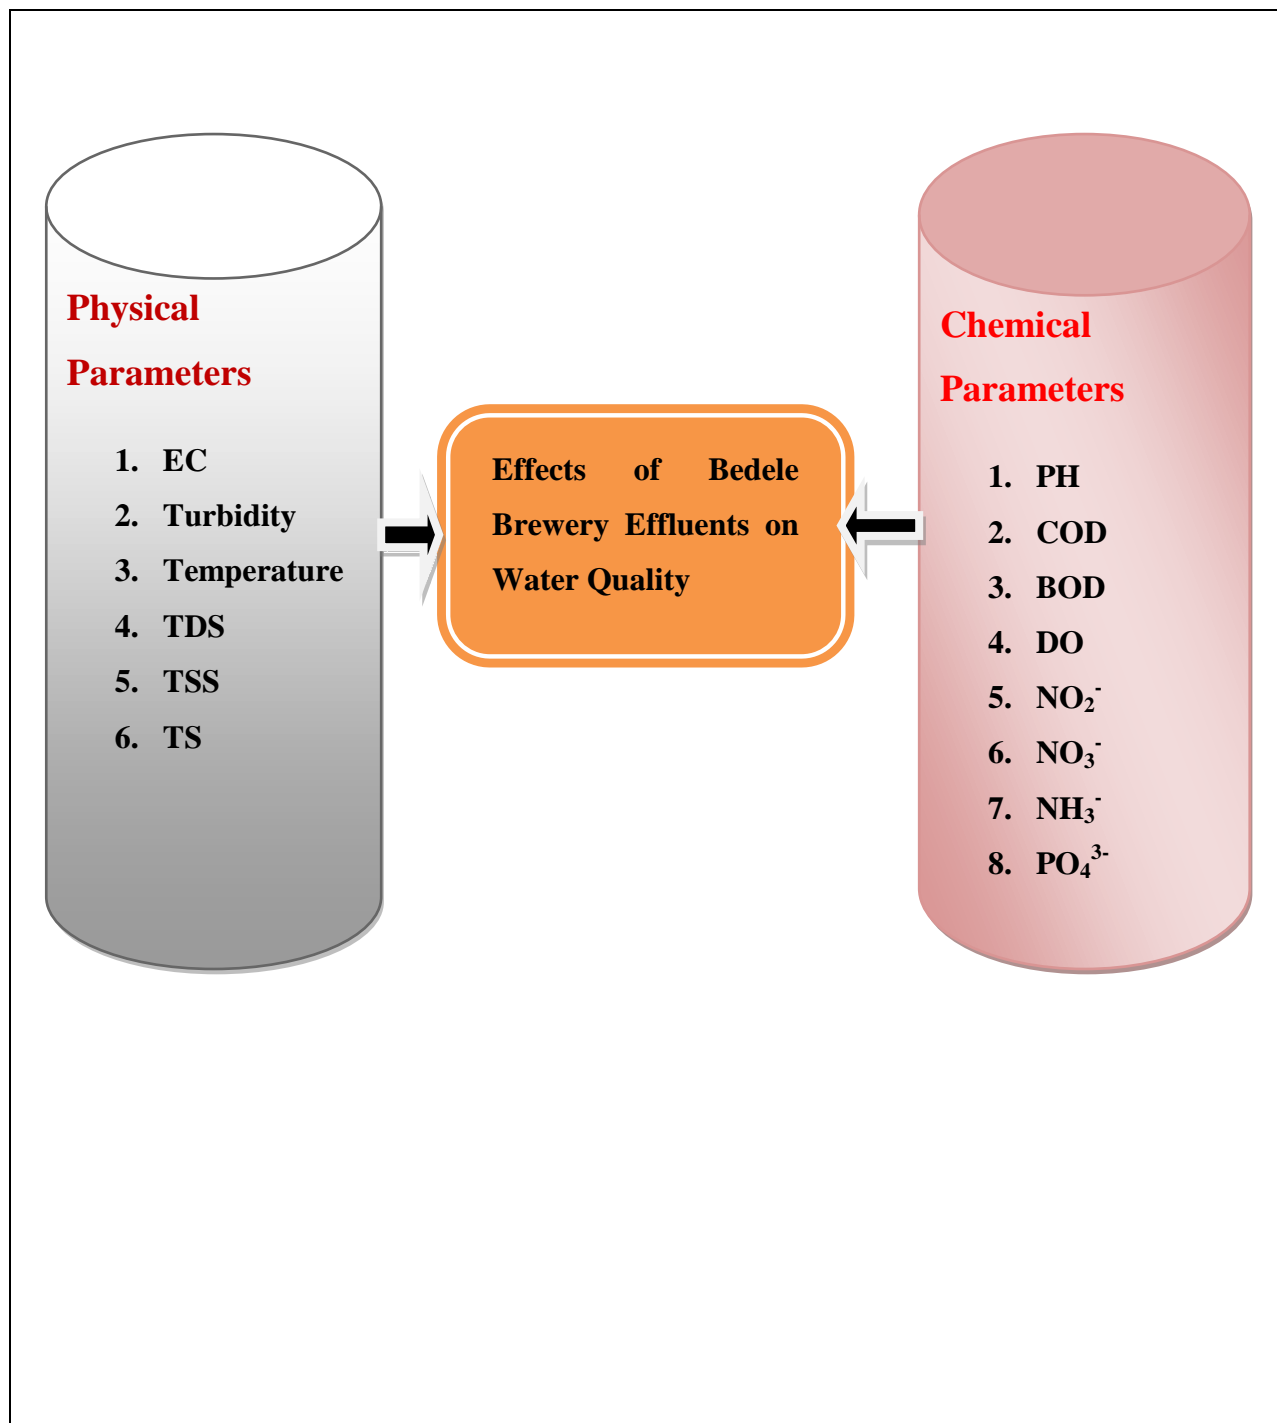 Physical
Parameters
1. EC
2. Turbidity
3. Temperature
4. TDS
5. TSS
6. TS
Effects of Bedele
Brewery Effluents on
Water Quality
Chemical
Parameters
1. PH
2. COD
3. BOD
4. DO
5. NO₂⁻
6. NO₃⁻
7. NH₃⁻
8. PO₄³⁻